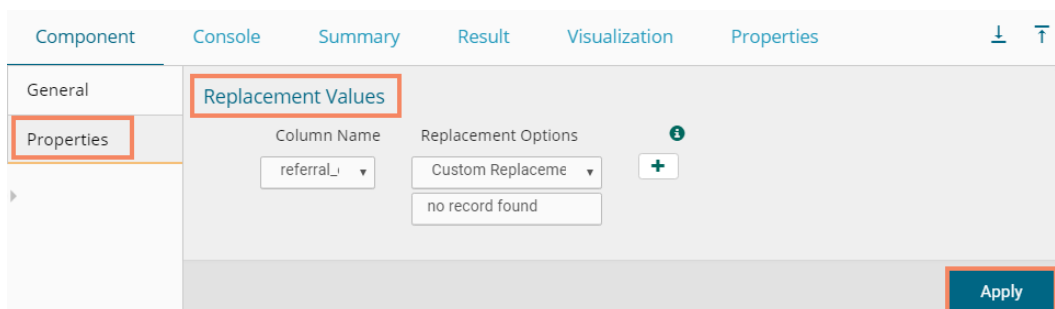 Component Console Summary Result Visualization Properties
General
Replacement Values
Properties
Column Name Replacement Options
referral_ Custom Replaceme
no record found
Apply